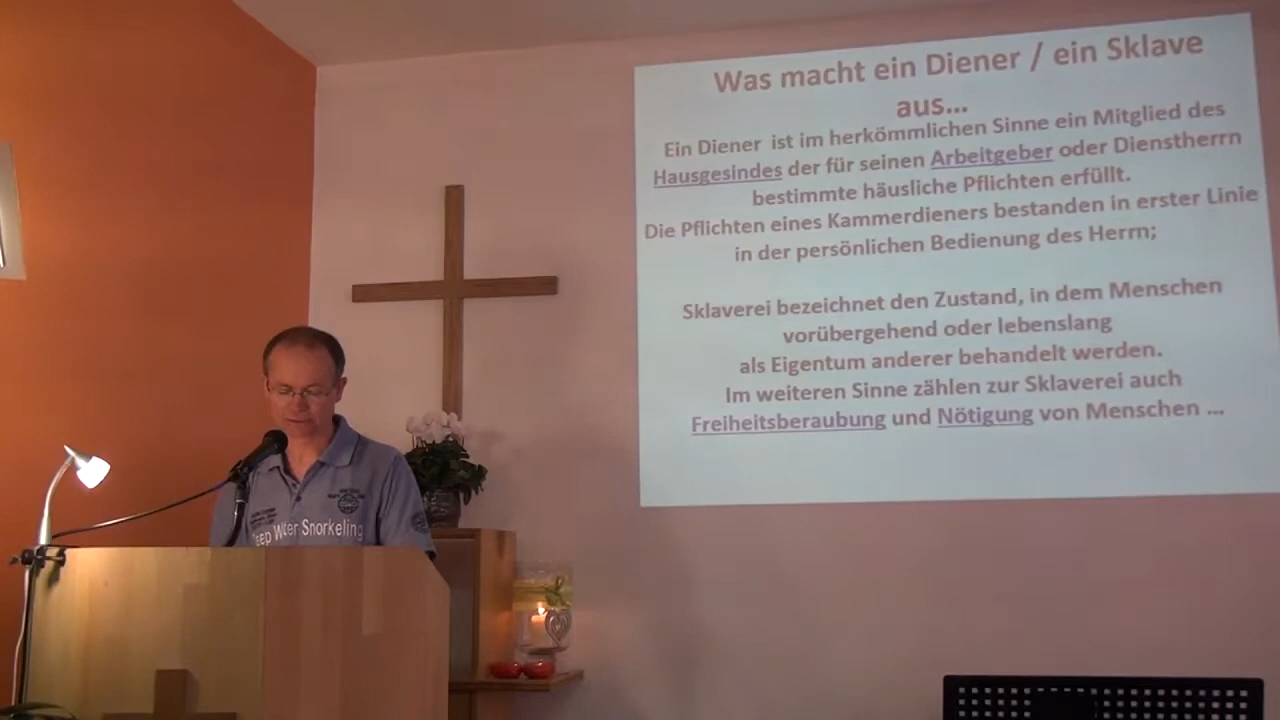 Was macht ein Diener / ein Sklave
aus...
Ein Diener ist im herkömmlichen Sinne ein Mitglied des
Hausgesindes der für seinen Arbeitgeber oder Dienstherrn
bestimmte häusliche Pflichten erfüllt.
Die Pflichten eines Kammerdieners bestanden in erster Linie
in der persönlichen Bedienung des Herrn;
Sklaverei bezeichnet den Zustand, in dem Menschen
vorübergehend oder lebenslang
als Eigentum anderer behandelt werden.
Im weiteren Sinne zählen zur Sklaverei auch
Freiheitsberaubung und Nötigung von Menschen ...
Snorkeling